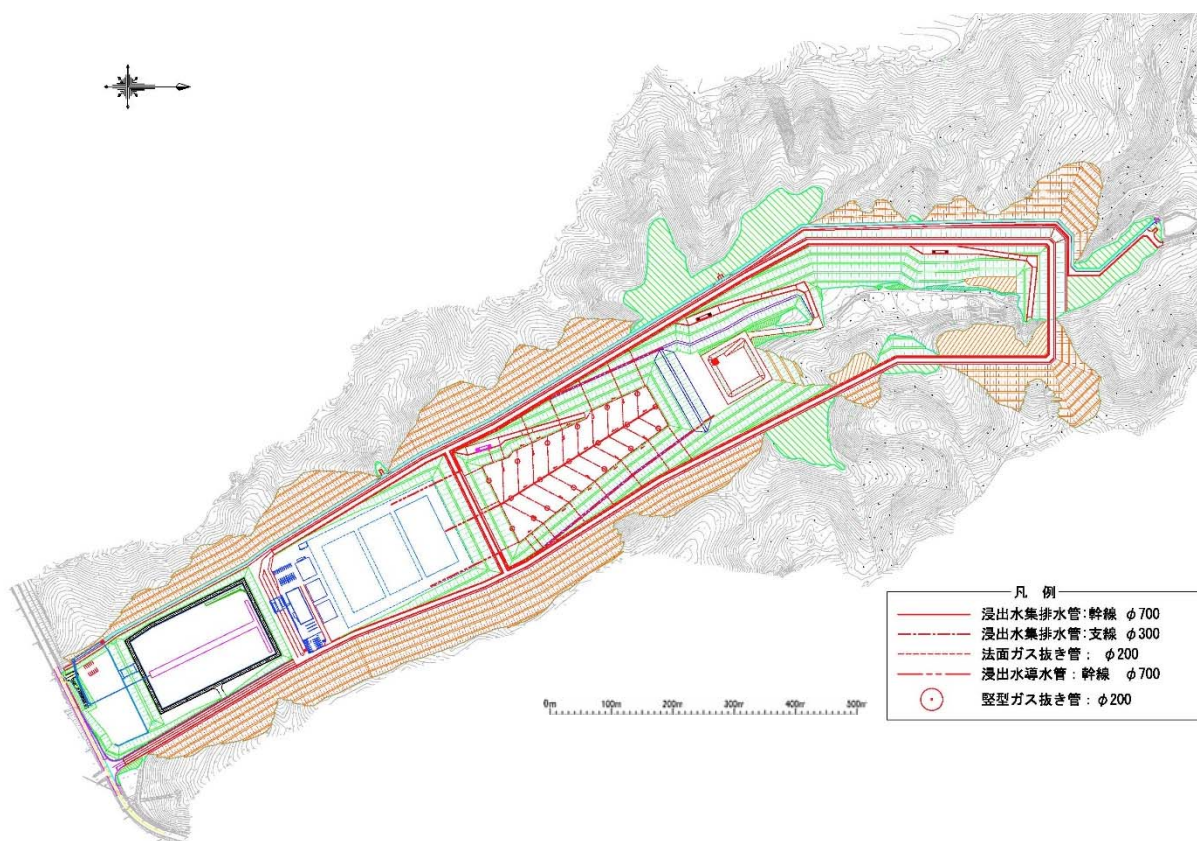 凡 例
浸出水集排水管:幹線 φ700
浸出水集排水管:支線 φ300
法面ガス抜き管: φ200
浸出水導水管:幹線 φ700
竪型ガス抜き管:φ200
0m 100m 200m 300m 400m 500m